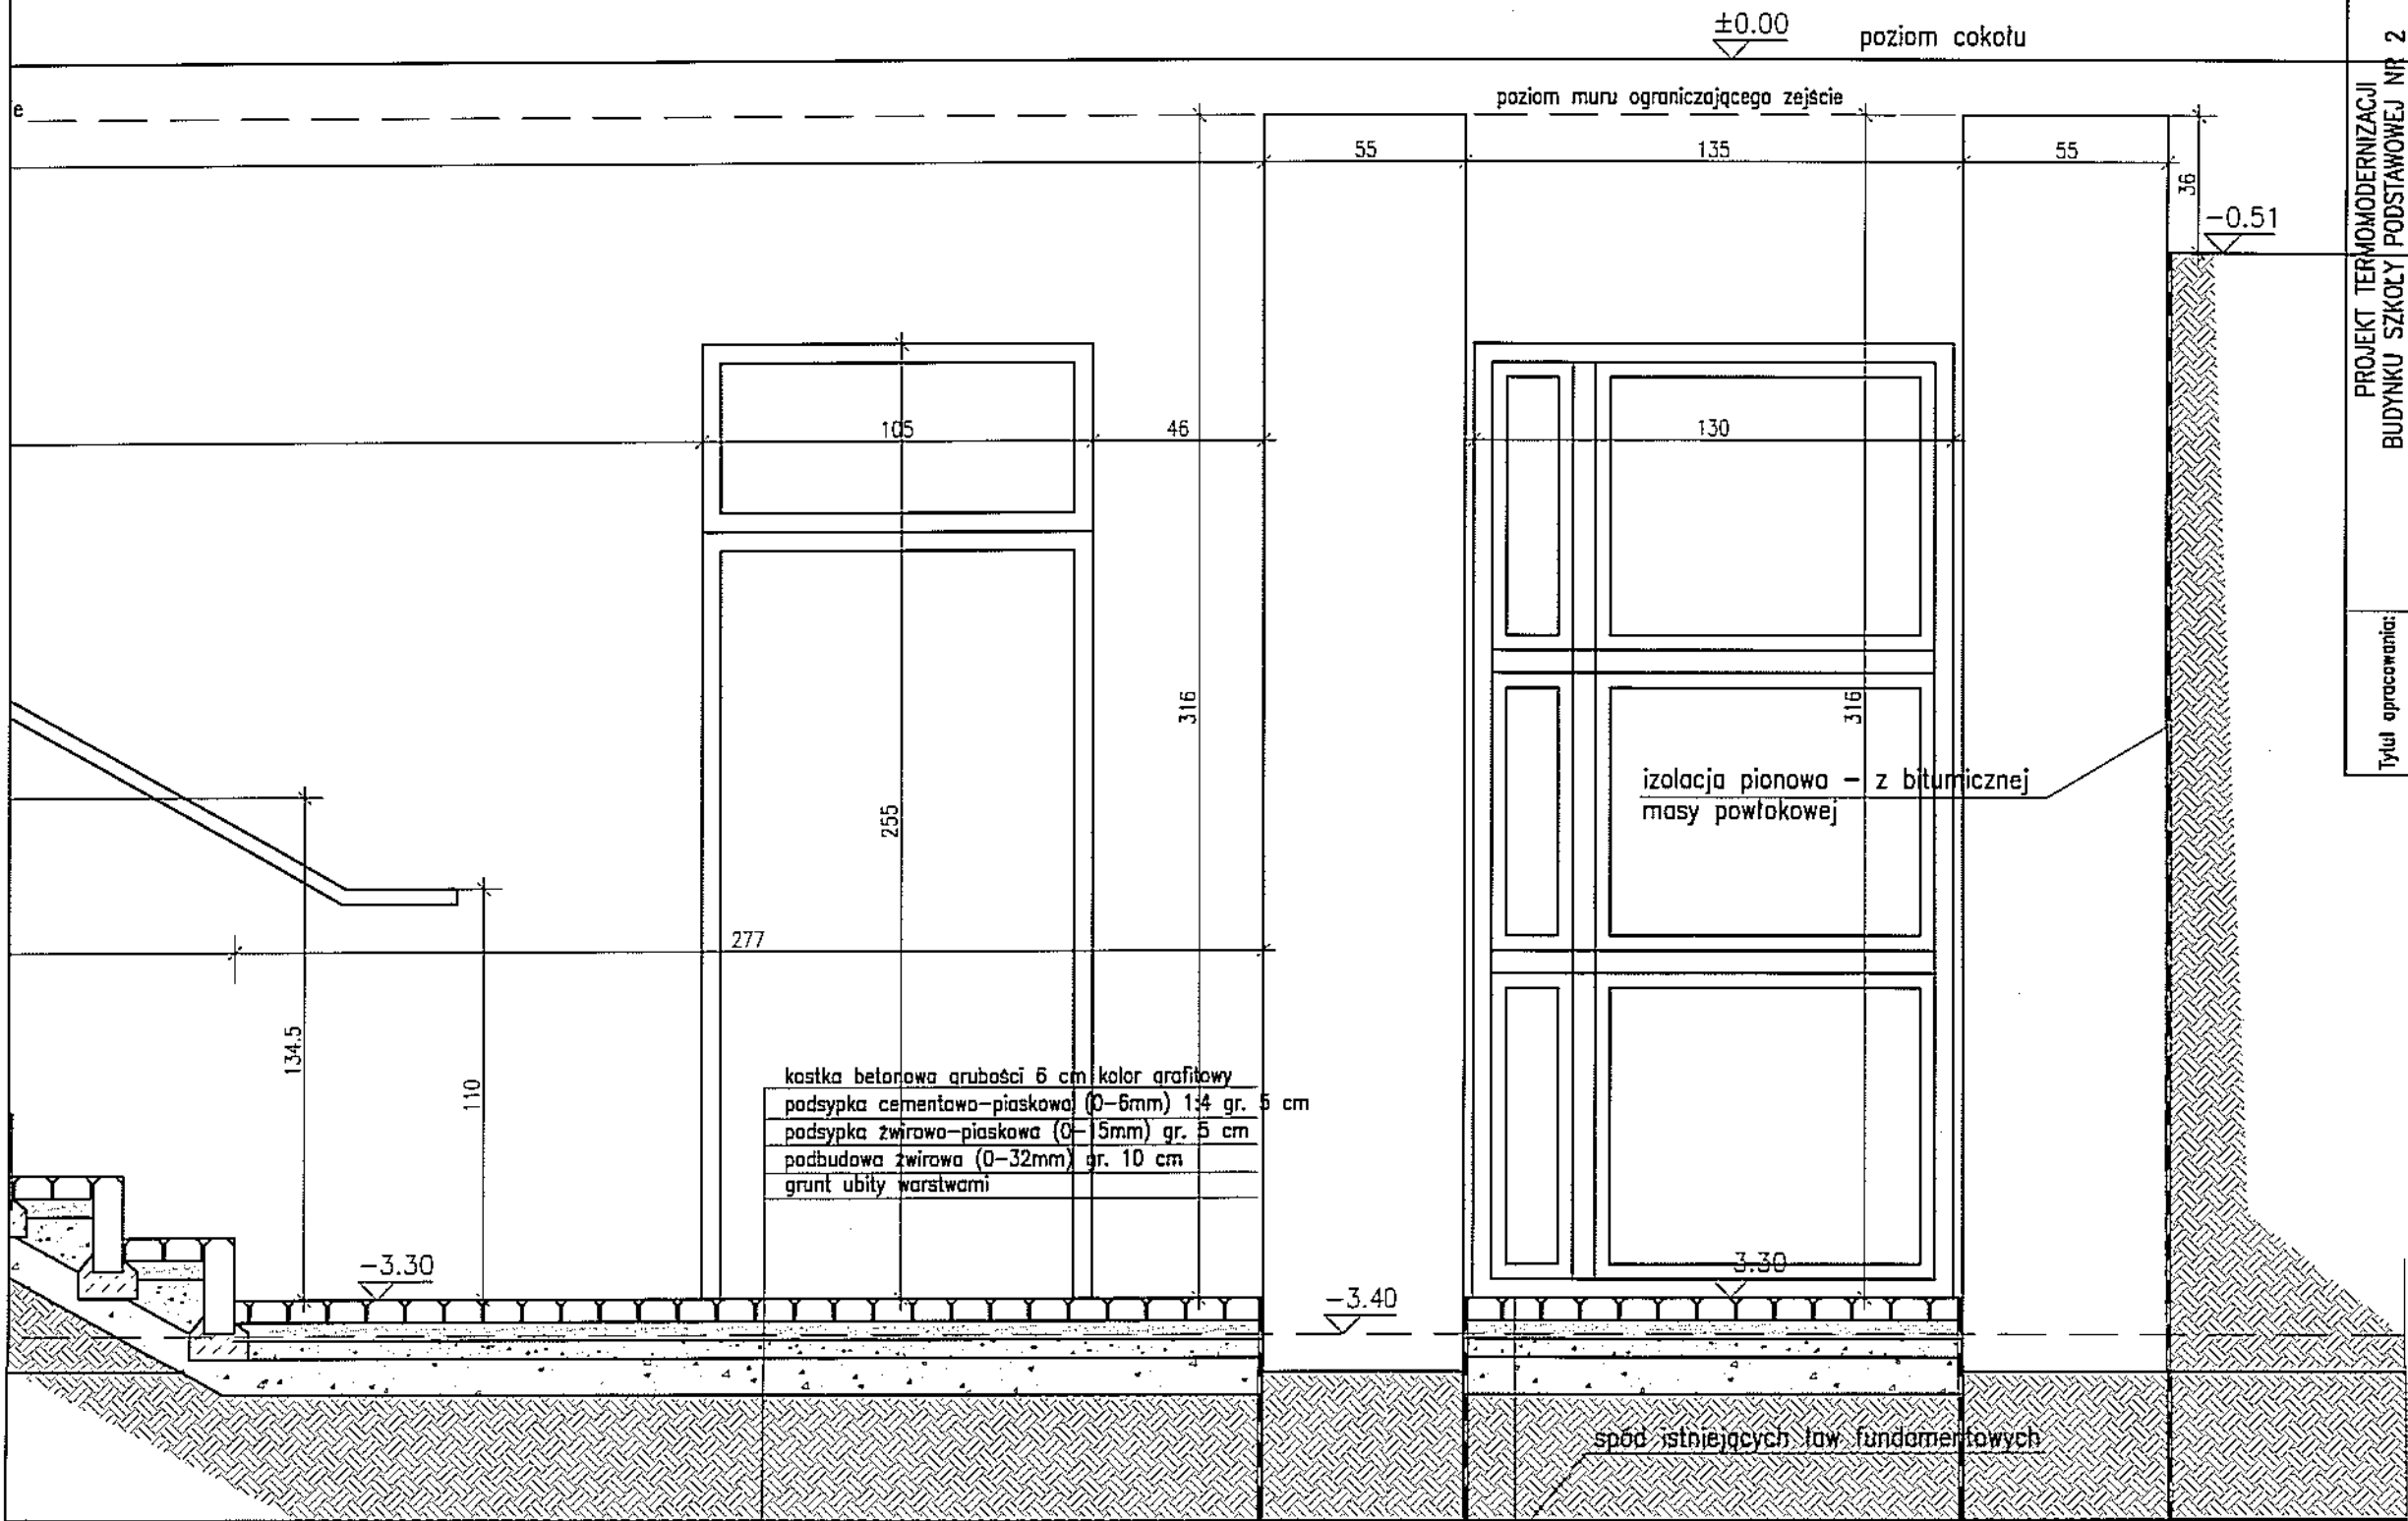 ±0.00
poziom cokołu
e
poziom muru ograniczającego zejście
55
135
55
36
-0.51
105
46
130
316
316
255
izolacja pionowa - z bitumicznej
masy powłokowej
277
134.5
110
kostka betonowa grubości 6 cm kolor grafitowy
podsypka cementowo-piaskowa (0-6mm) 1:4 gr. 5 cm
podsypka żwirowo-piaskowa (0-15mm) gr. 5 cm
podbudowa żwirowa (0-32mm) gr. 10 cm
grunt ubity warstwami
-3.30
3.30
-3.40
spód istniejących ław fundamentowych
PROJEKT TERMOMODERNIZACJI
BUDYNKU SZKOŁY PODSTAWOWEJ NR 2
Tytuł opracowania: